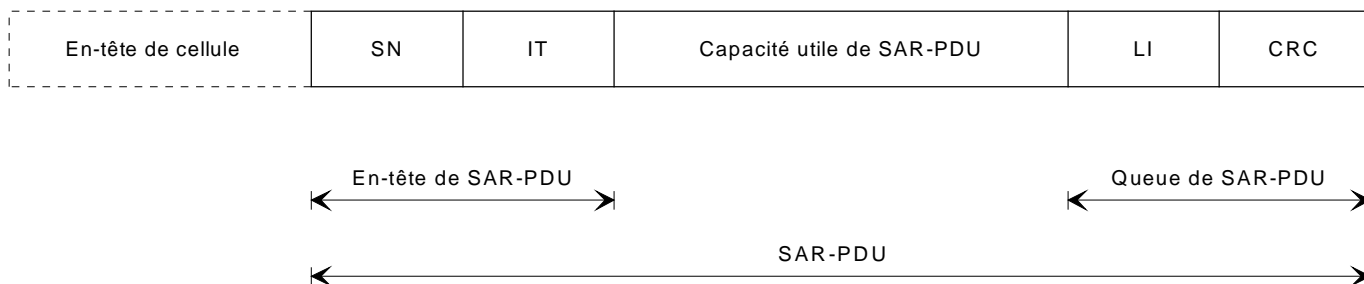 En-tête de cellule SN IT Capacité utile de SAR-PDU LI CRC
En-tête de SAR-PDU Queue de SAR-PDU
SAR-PDU